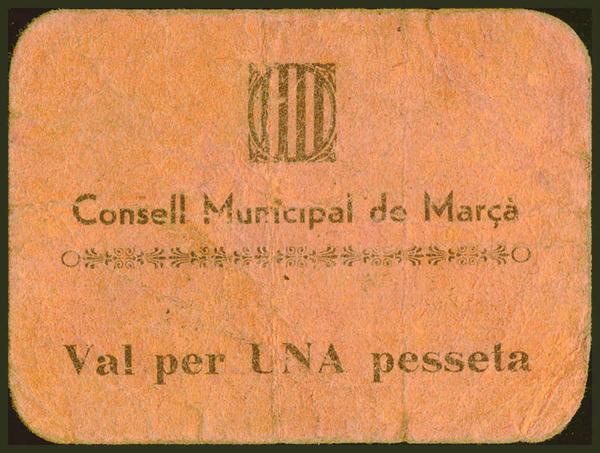 Consell Municipal de Marçà
Val per UNA pesseta